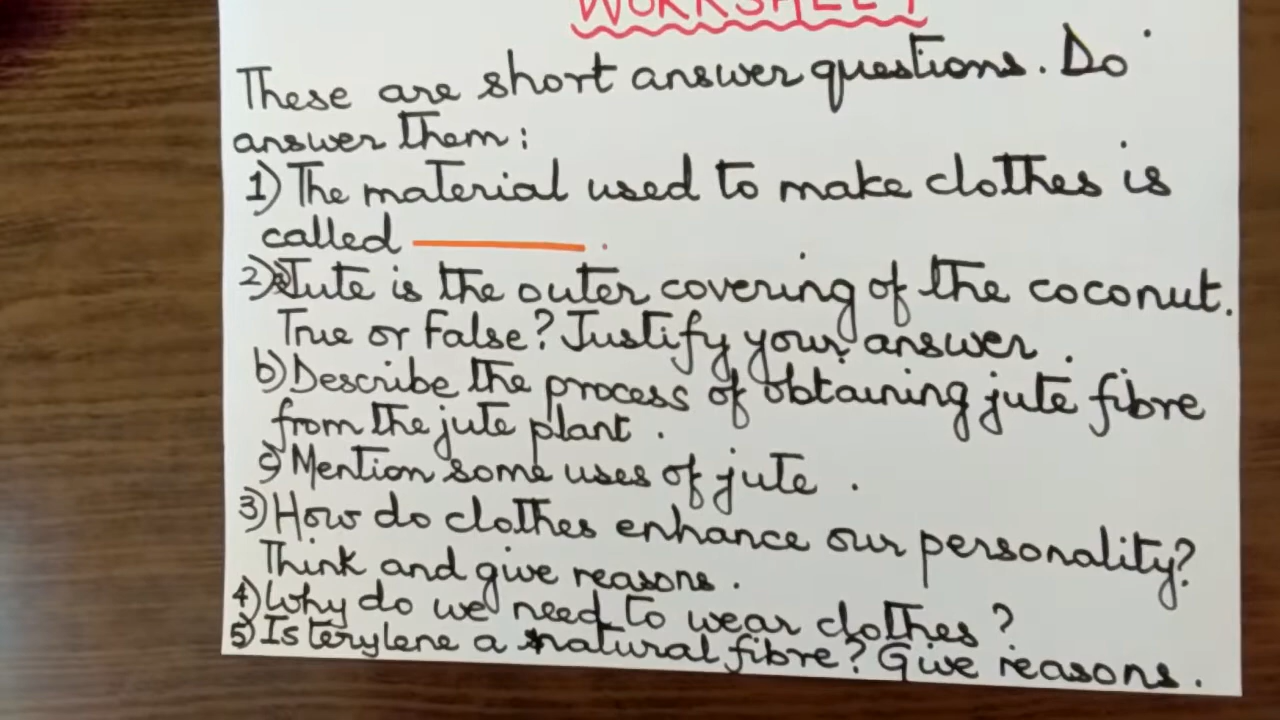 WORKSHEET
These are short answer questions. Do
answer them:
1) The material used to make clothes is
called ______.
2)a) Jute is the outer covering of the coconut.
True or False? Justify your answer.
b) Describe the process of obtaining jute fibre
from the jute plant.
c) Mention some uses of jute.
3) How do clothes enhance our personality?
Think and give reasons.
4) Why do we need to wear clothes?
5) Is terylene a natural fibre? Give reasons.